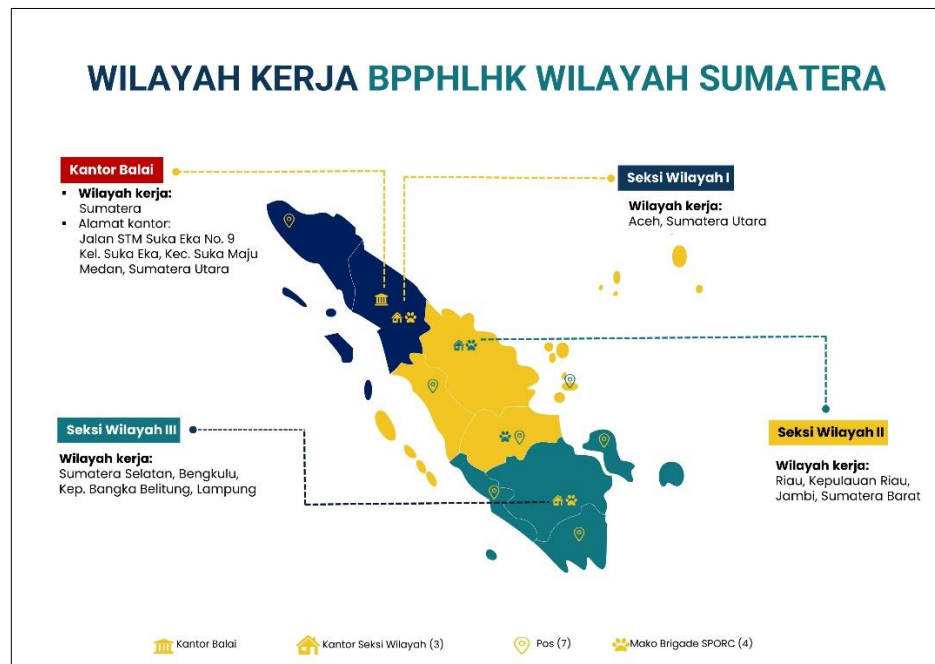 WILAYAH KERJA BPPHLHK WILAYAH SUMATERA
Kantor Balai
▪ Wilayah kerja:
Sumatera
▪ Alamat kantor:
Jalan STM Suka Eka No. 9
Kel. Suka Eka, Kec. Suka Maju
Medan, Sumatera Utara
Seksi Wilayah I
Wilayah kerja:
Aceh, Sumatera Utara
Seksi Wilayah III
Wilayah kerja:
Sumatera Selatan, Bengkulu,
Kep. Bangka Belitung, Lampung
Seksi Wilayah II
Wilayah kerja:
Riau, Kepulauan Riau,
Jambi, Sumatera Barat
Kantor Balai
Kantor Seksi Wilayah (3)
Pos (7)
Mako Brigade SPORC (4)